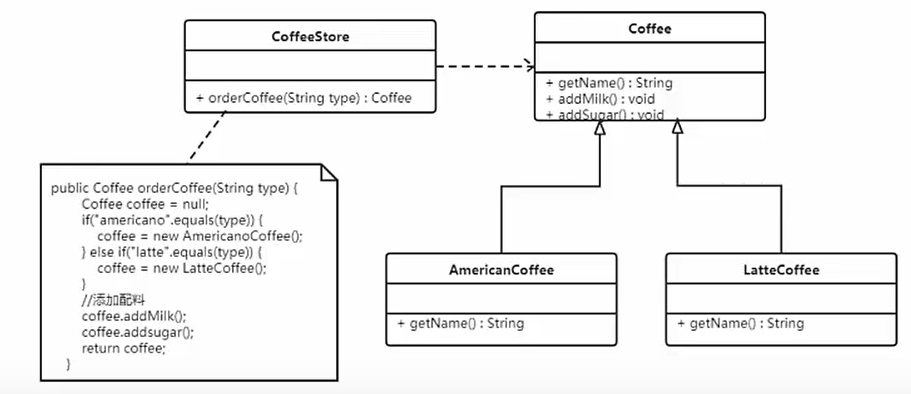 CoffeeStore
+ orderCoffee(String type) : Coffee
Coffee
+ getName() : String
+ addMilk() : void
+ addSugar() : void
public Coffee orderCoffee(String type) {
Coffee coffee = null;
if("americano".equals(type)) {
coffee = new AmericanoCoffee();
} else if("latte".equals(type)) {
coffee = new LatteCoffee();
}
//添加配料
coffee.addMilk();
coffee.addsugar();
return coffee;
}
AmericanCoffee
+ getName() : String
LatteCoffee
+ getName() : String